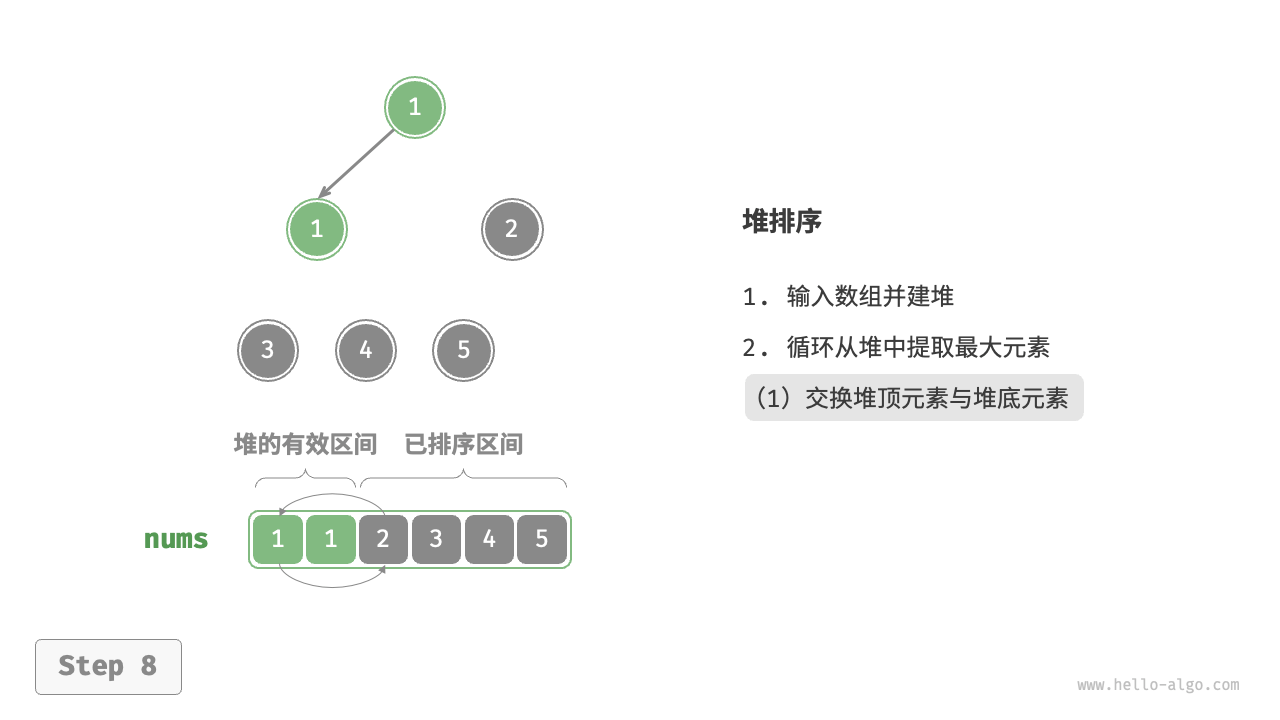 1
1 2
3 4 5
堆排序
1. 输入数组并建堆
2. 循环从堆中提取最大元素
（1）交换堆顶元素与堆底元素
堆的有效区间 已排序区间
nums 1 1 2 3 4 5
Step 8
www.hello-algo.com